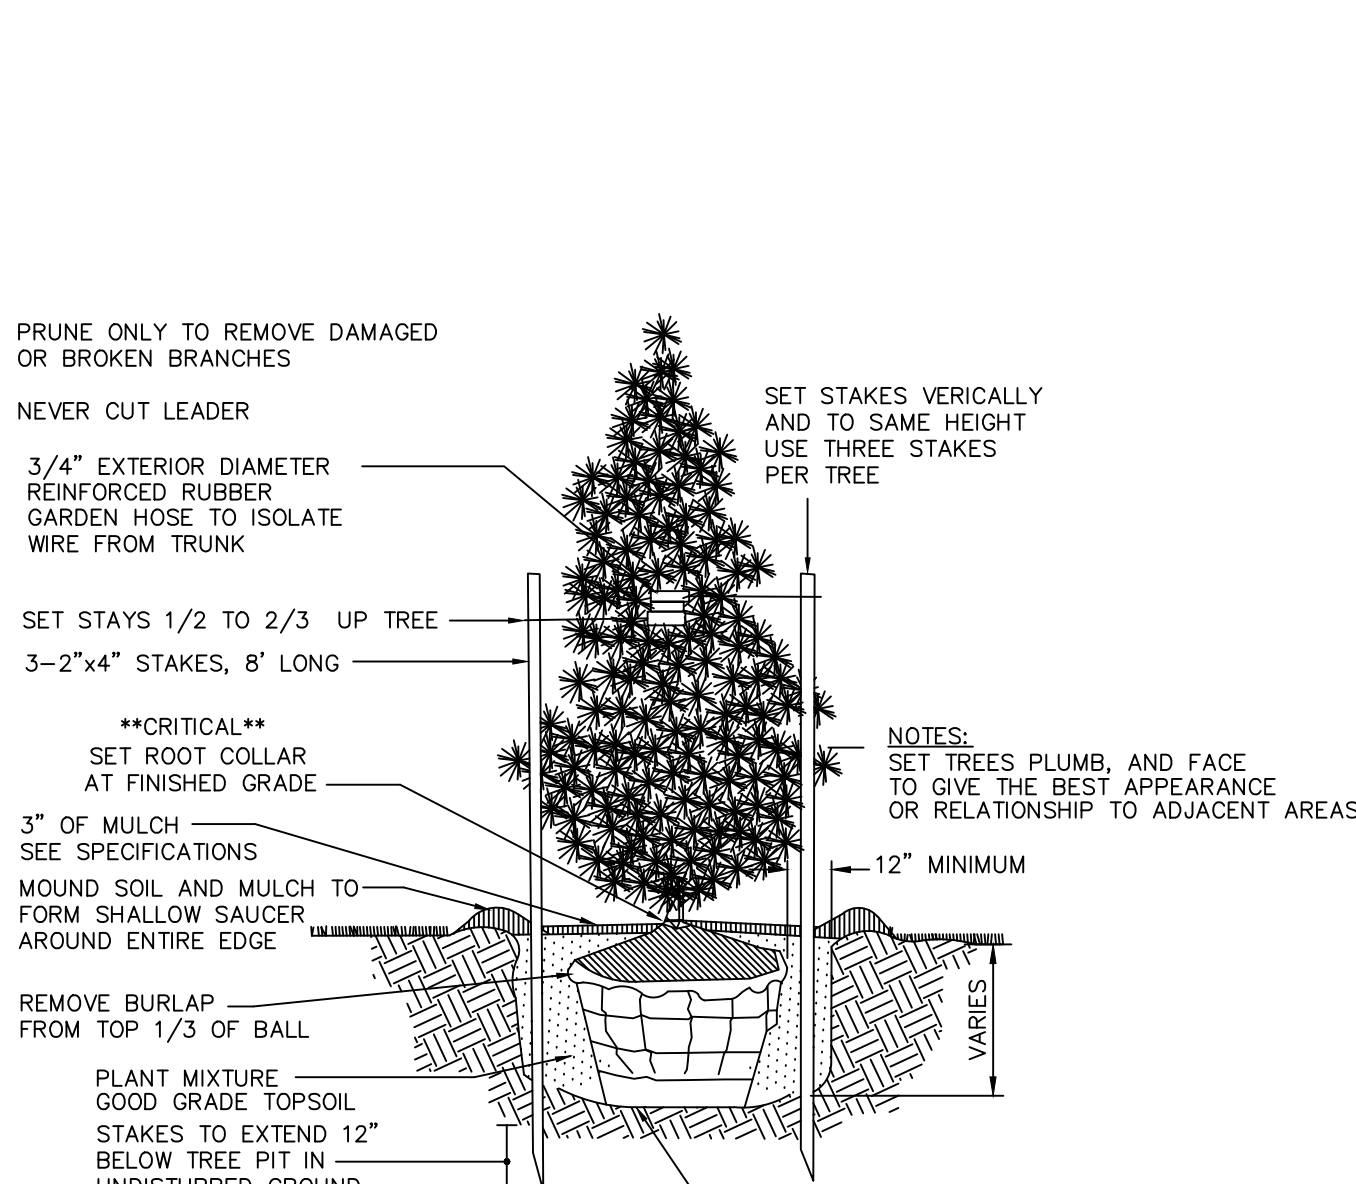 PRUNE ONLY TO REMOVE DAMAGED
OR BROKEN BRANCHES
NEVER CUT LEADER
3/4" EXTERIOR DIAMETER
REINFORCED RUBBER
GARDEN HOSE TO ISOLATE
WIRE FROM TRUNK
SET STAYS 1/2 TO 2/3 UP TREE
3-2"x4" STAKES, 8' LONG
**CRITICAL**
SET ROOT COLLAR
AT FINISHED GRADE
3" OF MULCH
SEE SPECIFICATIONS
MOUND SOIL AND MULCH TO
FORM SHALLOW SAUCER
AROUND ENTIRE EDGE
REMOVE BURLAP
FROM TOP 1/3 OF BALL
PLANT MIXTURE
GOOD GRADE TOPSOIL
STAKES TO EXTEND 12"
BELOW TREE PIT IN
UNDISTURBED GROUND
SET STAKES VERICALLY
AND TO SAME HEIGHT
USE THREE STAKES
PER TREE
NOTES:
SET TREES PLUMB, AND FACE
TO GIVE THE BEST APPEARANCE
OR RELATIONSHIP TO ADJACENT AREAS
12" MINIMUM
VARIES